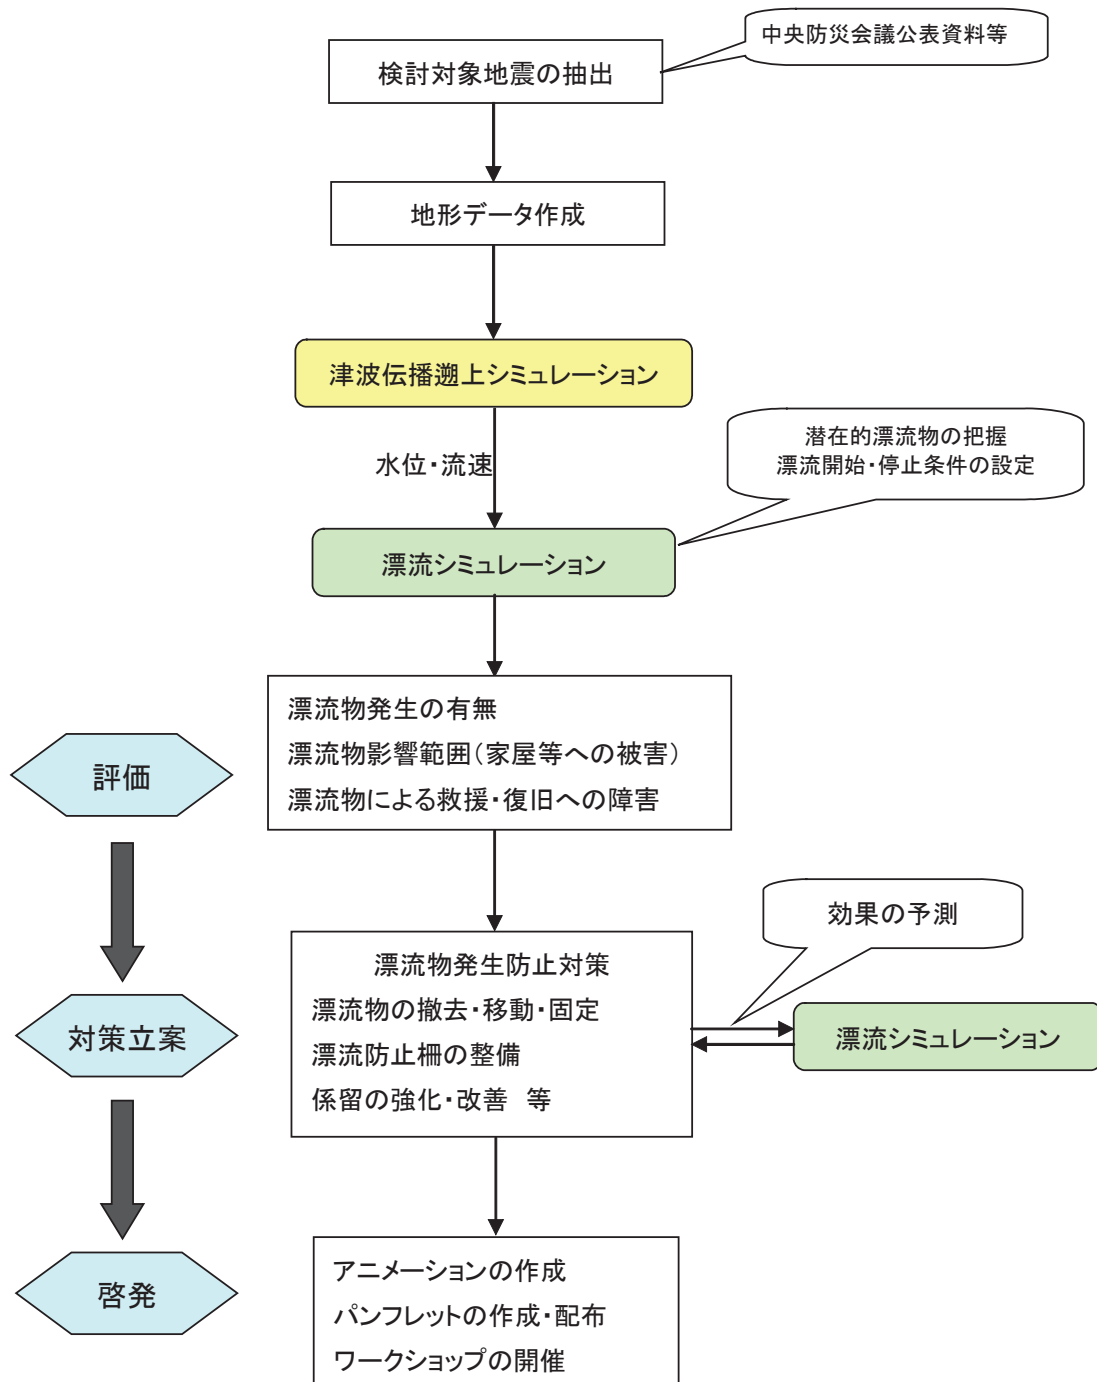 中央防災会議公表資料等
検討対象地震の抽出
地形データ作成
津波伝播遡上シミュレーション
水位・流速
潜在的漂流物の把握
漂流開始・停止条件の設定
漂流シミュレーション
漂流物発生の有無
漂流物影響範囲（家屋等への被害）
漂流物による救援・復旧への障害
評価
効果の予測
漂流物発生防止対策
漂流物の撤去・移動・固定
漂流防止柵の整備
係留の強化・改善　等
対策立案
漂流シミュレーション
アニメーションの作成
パンフレットの作成・配布
ワークショップの開催
啓発